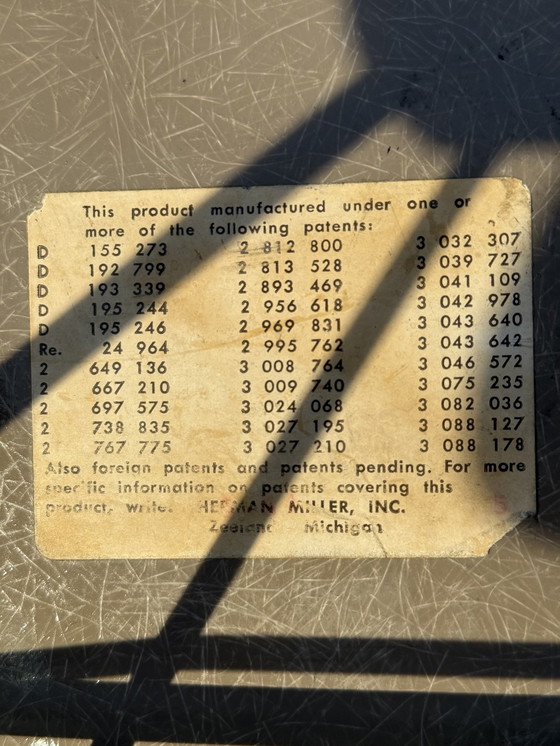 This product manufactured under one or
more of the following patents:
D 155 273 2 812 800 3 032 307
D 192 799 2 813 528 3 039 727
D 193 339 2 893 469 3 041 109
D 195 244 2 956 618 3 042 978
D 195 246 2 969 831 3 043 640
Re. 24 964 2 995 762 3 043 642
2 649 136 3 008 764 3 046 572
2 667 210 3 009 740 3 075 235
2 697 575 3 024 068 3 082 036
2 738 835 3 027 195 3 088 127
2 767 775 3 027 210 3 088 178
Also foreign patents and patents pending. For more
specific information on patents covering this
product, write: HERMAN MILLER, INC.
Zeeland Michigan